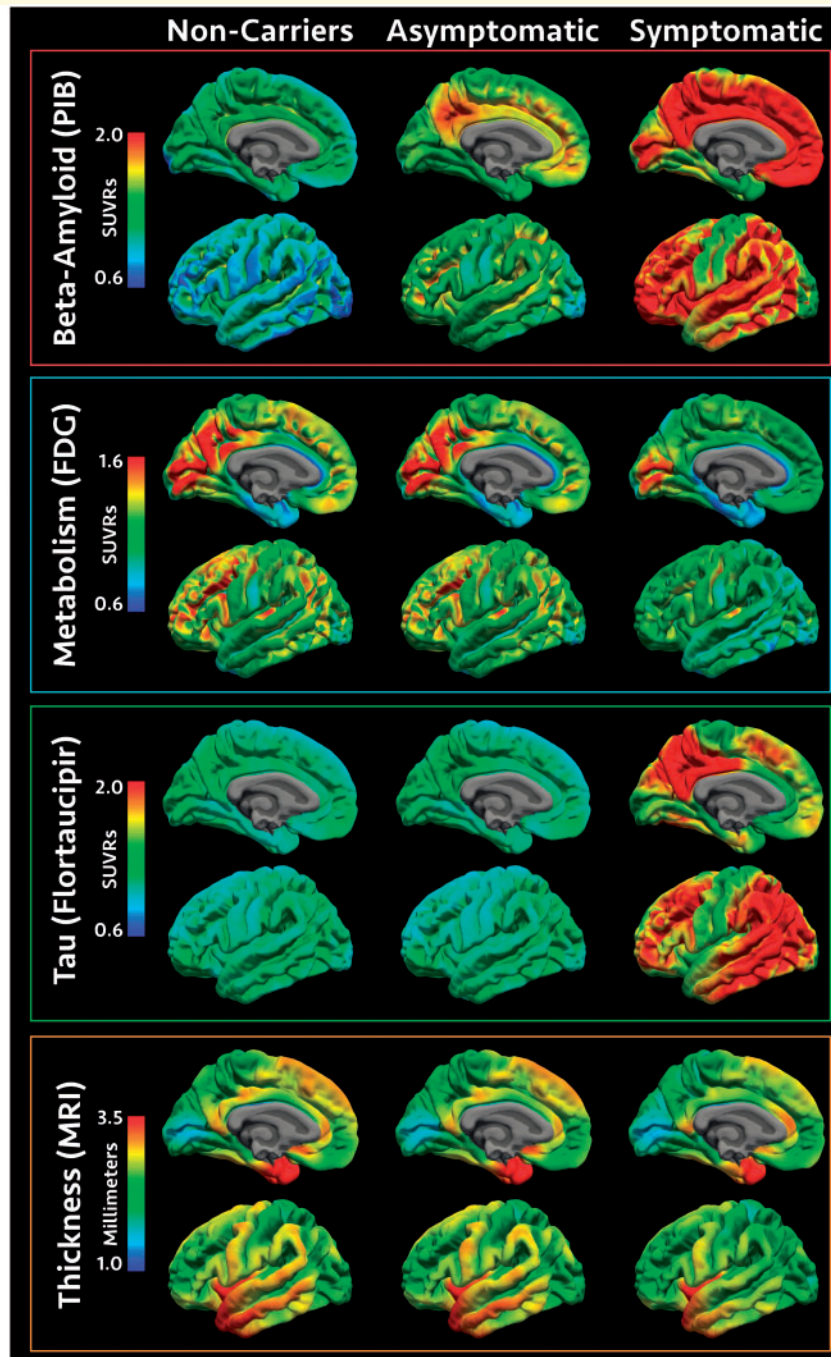 Non-Carriers Asymptomatic Symptomatic
Beta-Amyloid (PIB)
2.0
SUVRs
0.6
Metabolism (FDG)
1.6
SUVRs
0.6
Tau (Flortaucipir)
2.0
SUVRs
0.6
Thickness (MRI)
3.5
Millimeters
1.0